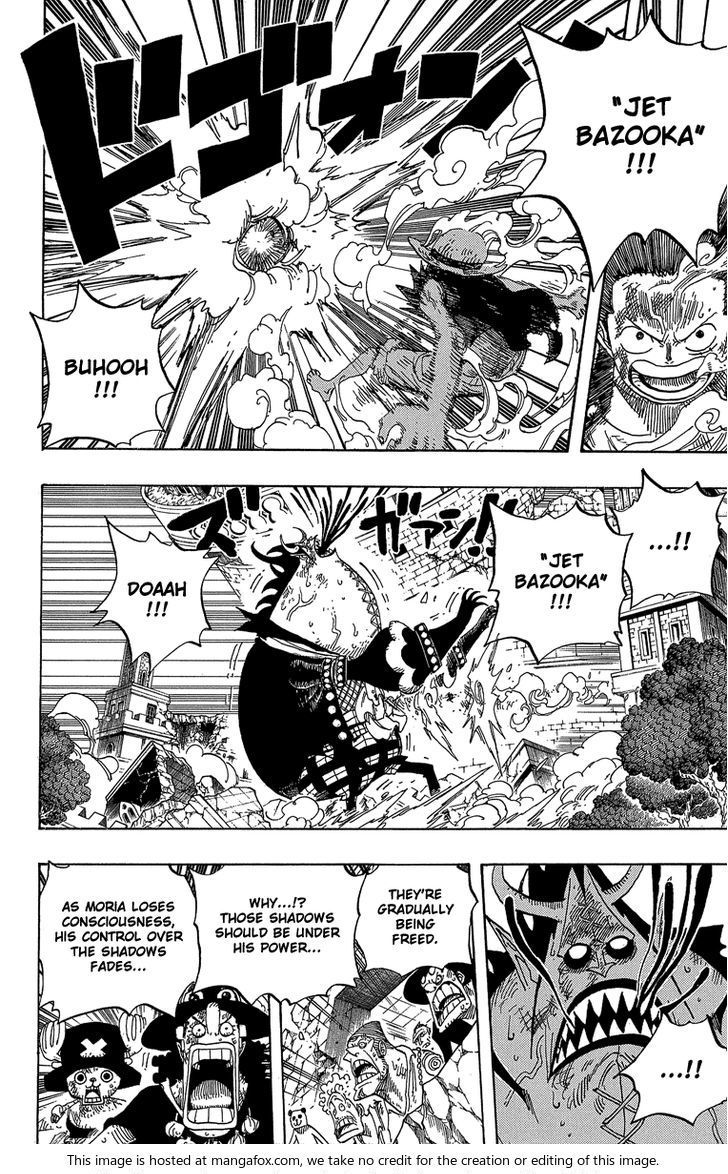 "JET
BAZOOKA"
!!!
ドゴオン
BUHOOH
!!!
...!!
"JET
BAZOOKA"
!!!
ガァン!!
ズ
DOAAH
!!!
...!!
THEY'RE
GRADUALLY
BEING
FREED.
WHY...!?
THOSE SHADOWS
SHOULD BE UNDER
HIS POWER...
AS MORIA LOSES
CONSCIOUSNESS,
HIS CONTROL OVER
THE SHADOWS
FADES...
This image is hosted at mangafox.com, we take no credit for the creation or editing of this image.